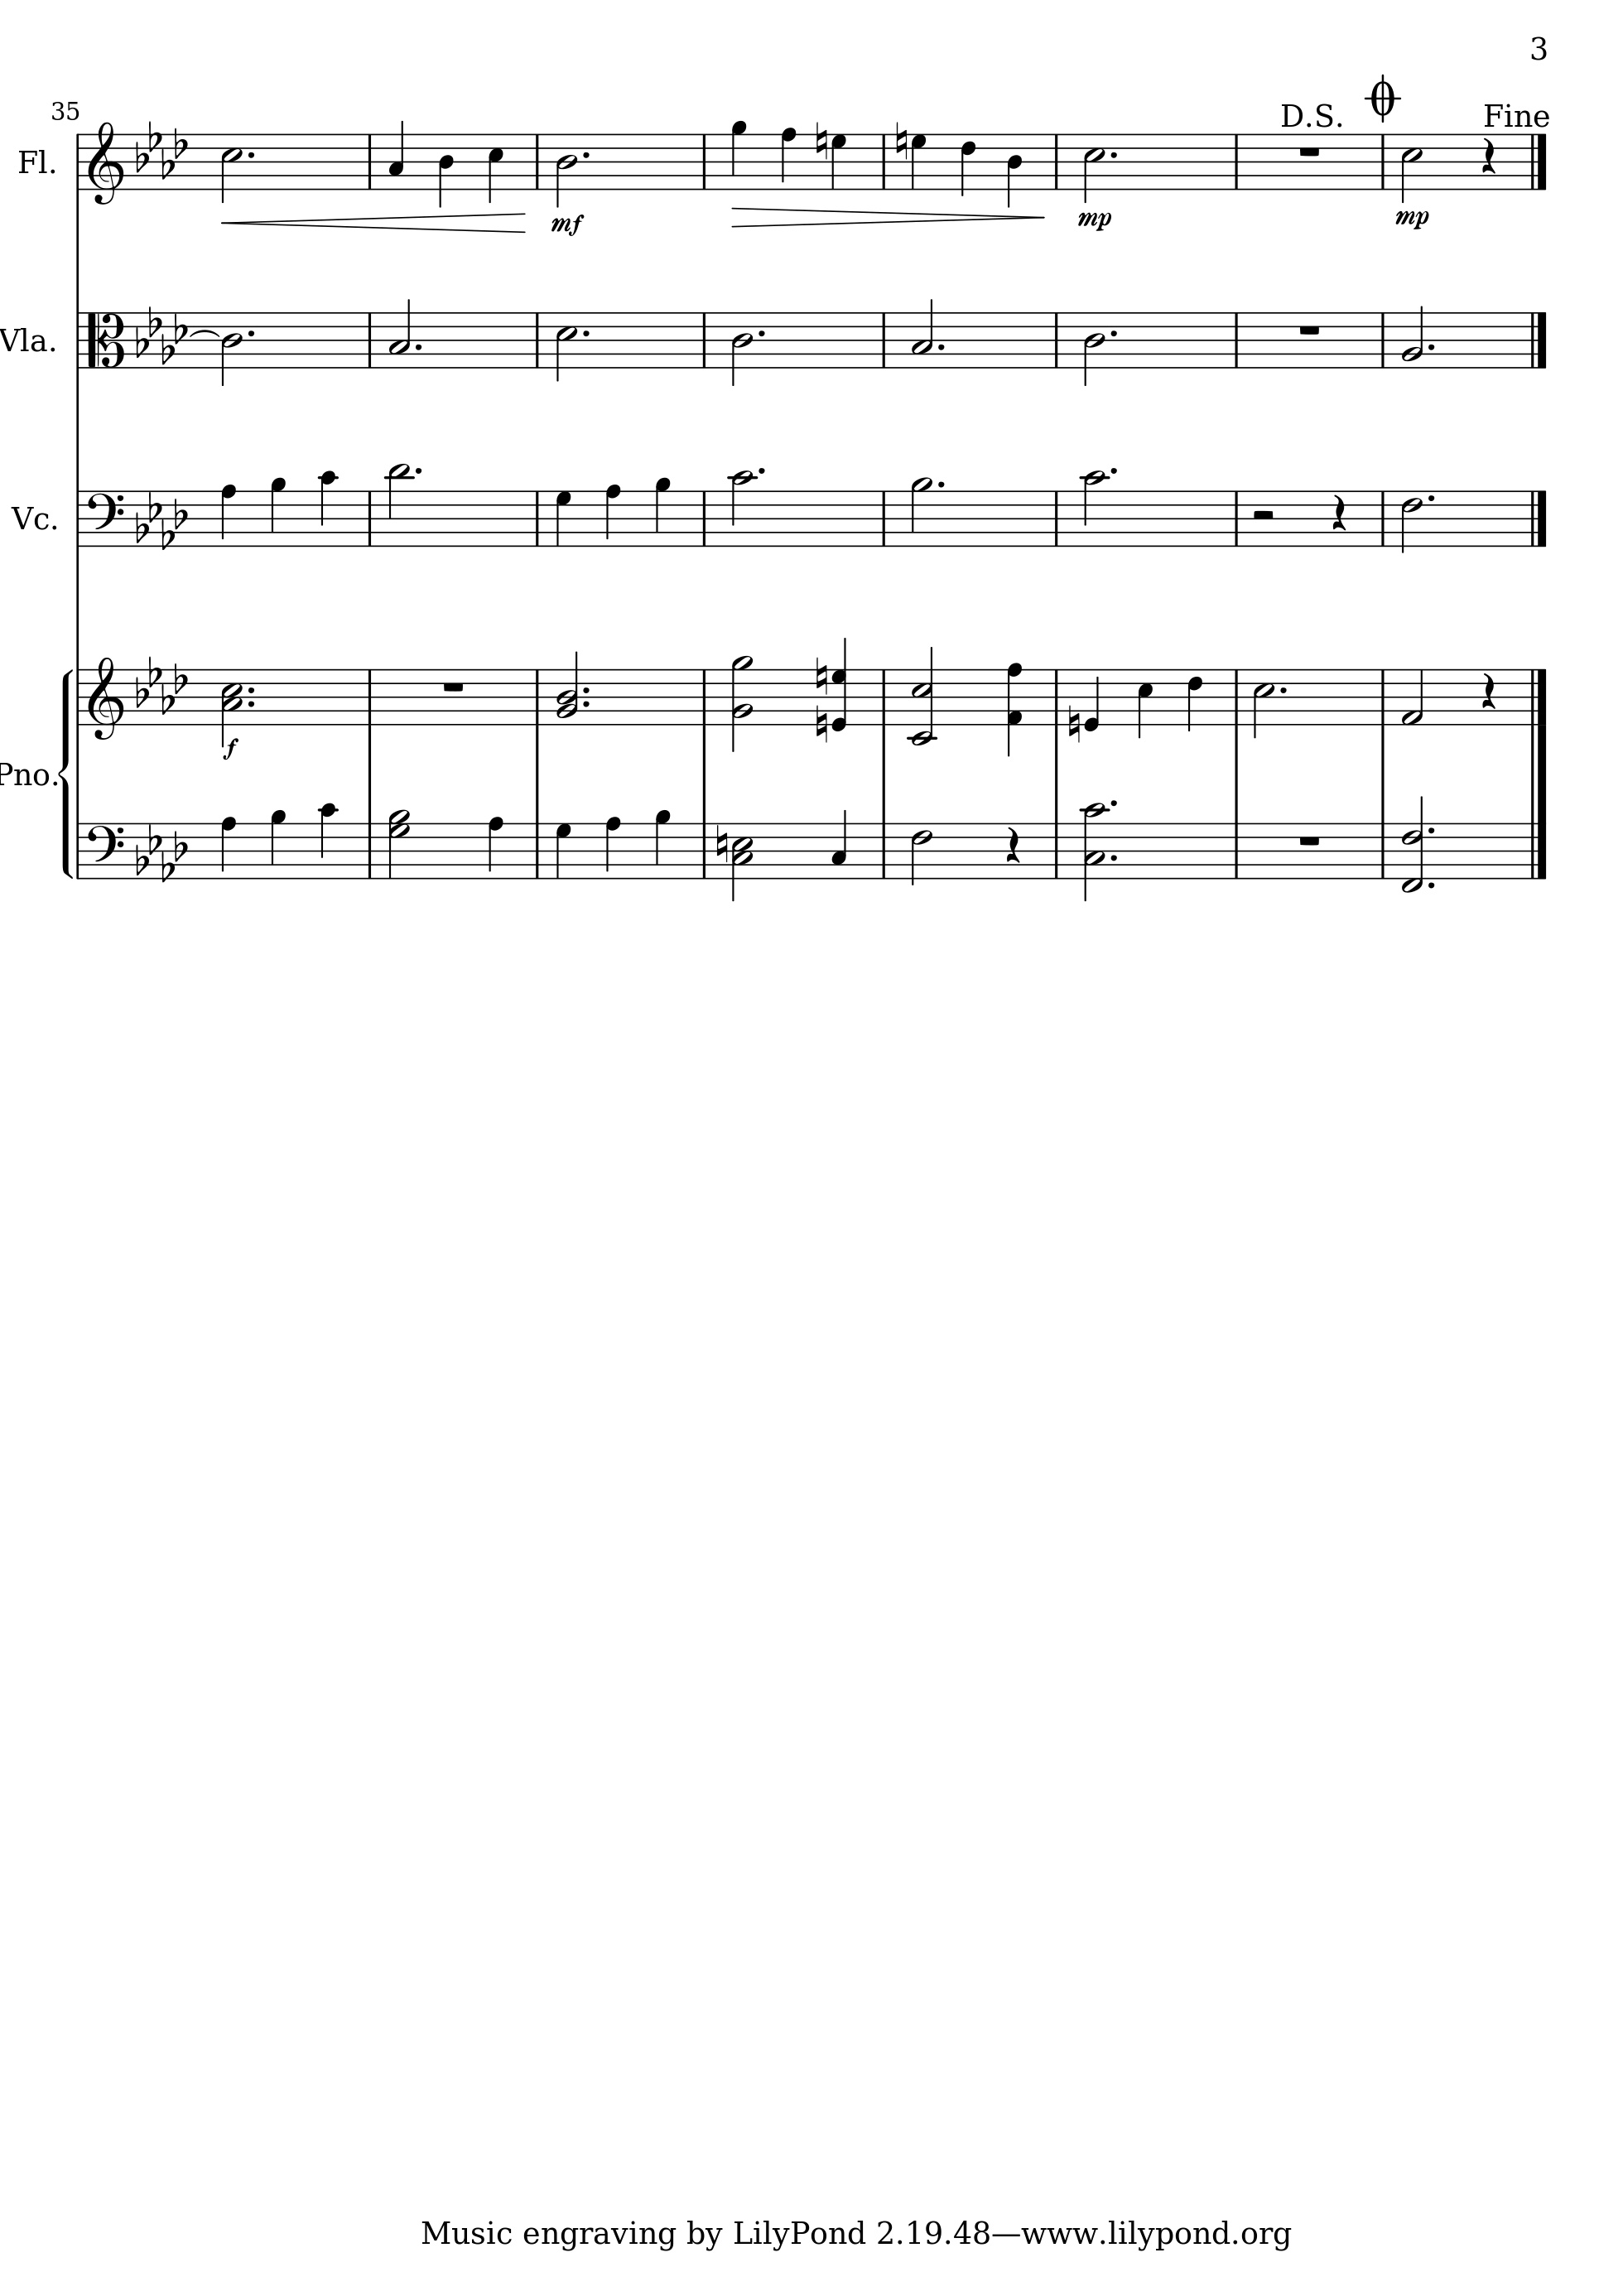 3
35
D.S. Fine
Fl.
mf mp mp
Vla.
Vc.
f
Pno.
Music engraving by LilyPond 2.19.48—www.lilypond.org